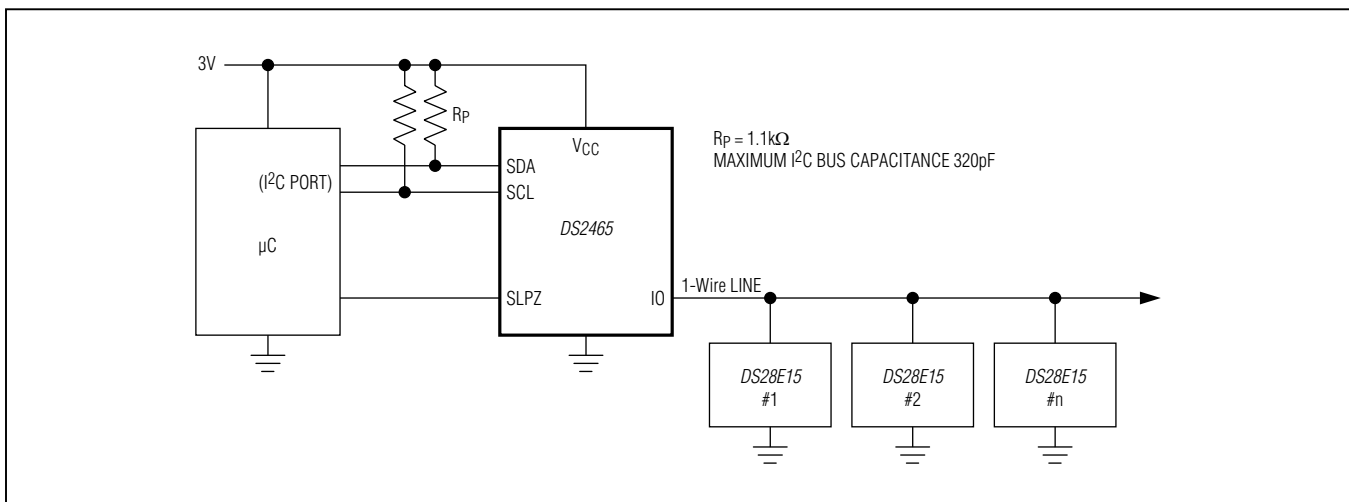 3V
RP
VCC
RP = 1.1kΩ
MAXIMUM I2C BUS CAPACITANCE 320pF
(I2C PORT)
SDA
SCL
µC
DS2465
SLPZ
IO
1-Wire LINE
DS28E15
#1
DS28E15
#2
DS28E15
#n